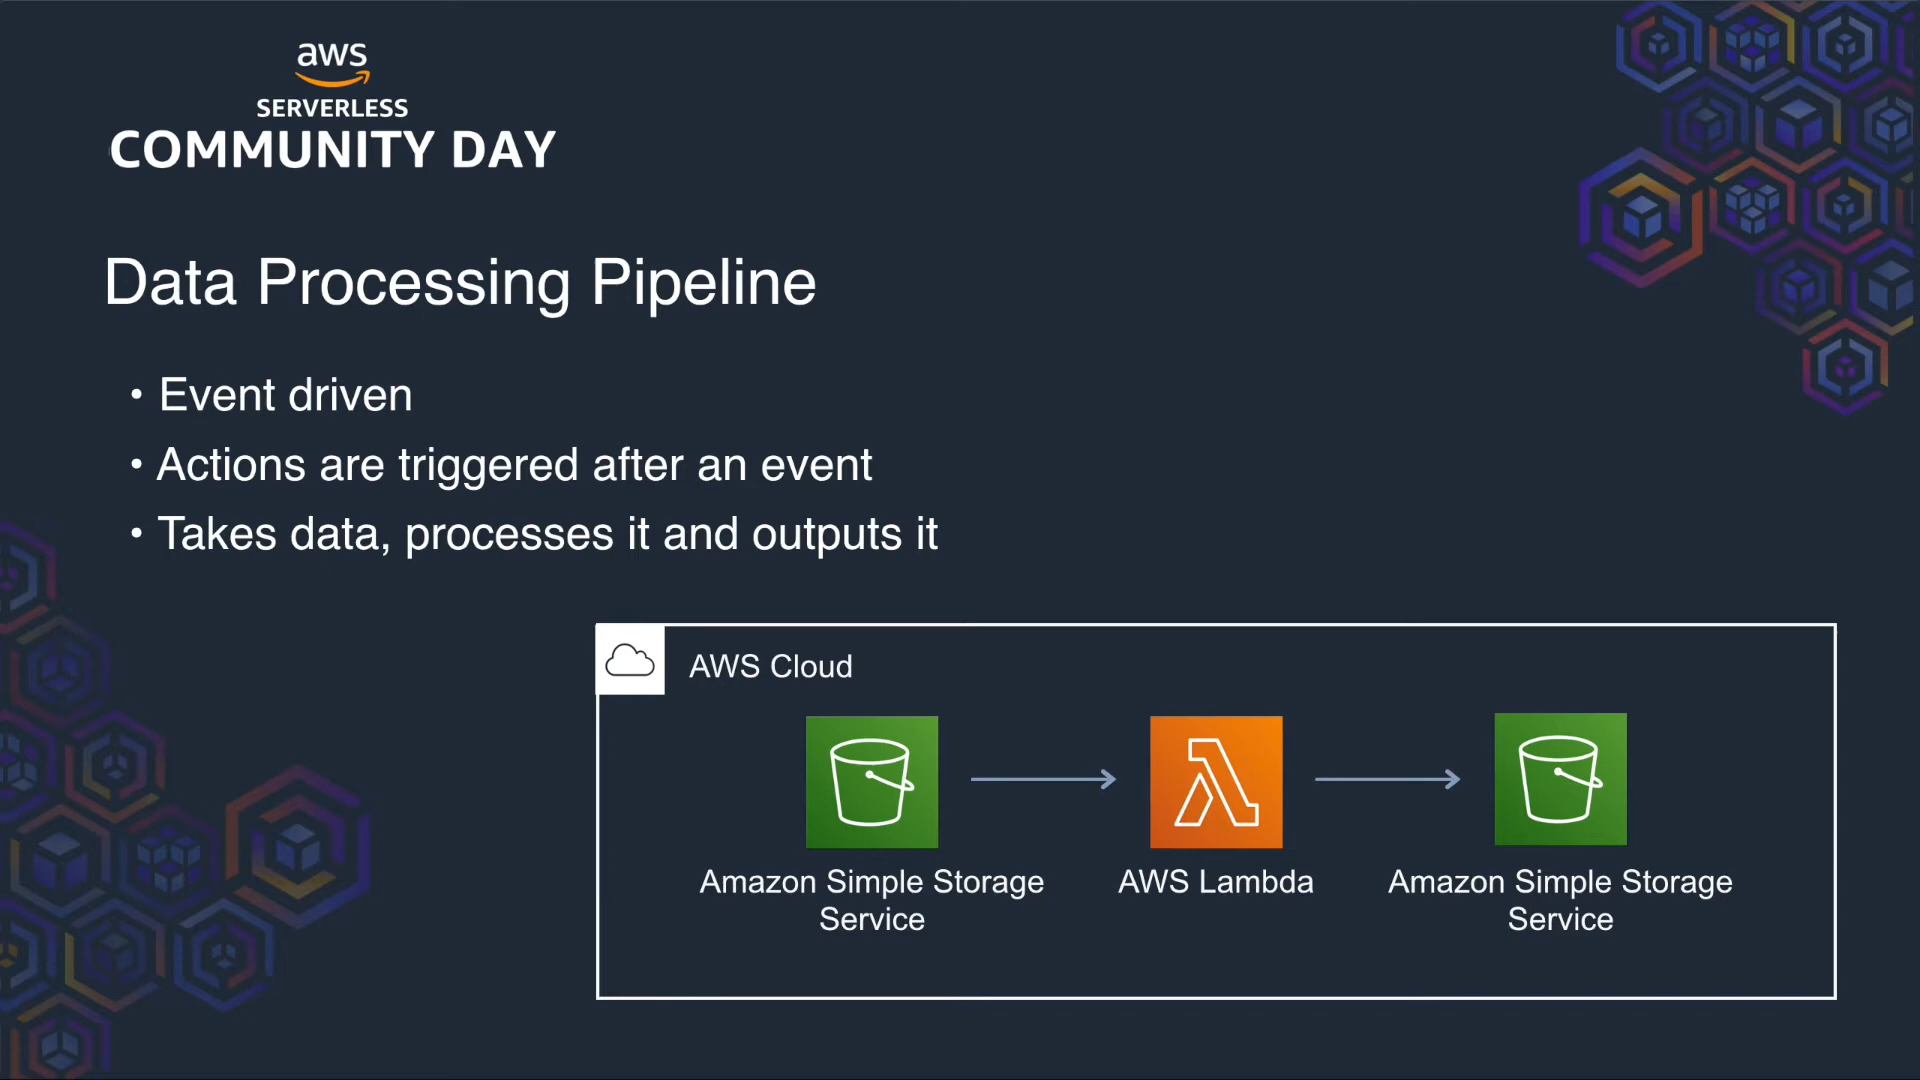 aws
SERVERLESS
COMMUNITY DAY
Data Processing Pipeline
• Event driven
• Actions are triggered after an event
• Takes data, processes it and outputs it
AWS Cloud
Amazon Simple Storage
Service
AWS Lambda
Amazon Simple Storage
Service